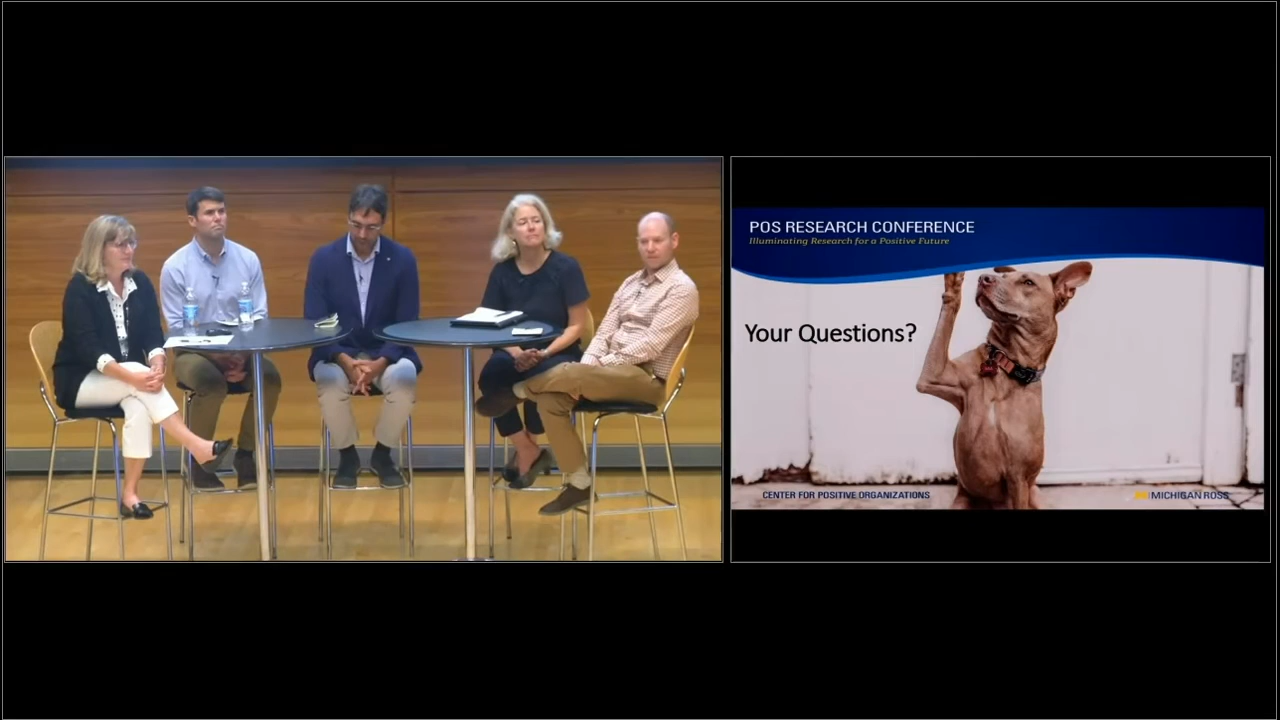 POS RESEARCH CONFERENCE
Illuminating Research for a Positive Future
Your Questions?
CENTER FOR POSITIVE ORGANIZATIONS
MICHIGAN ROSS